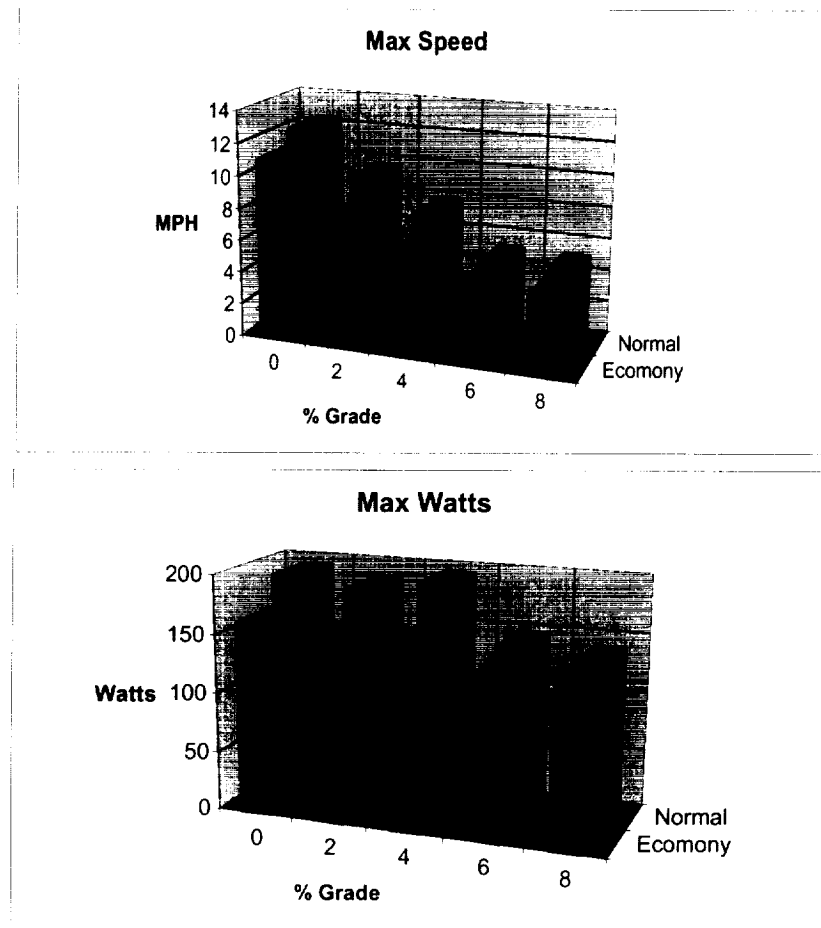 Max Speed
14
12
10
8
6
4
2
0
MPH
0 2 4 6 8
% Grade
Normal
Ecomony
Max Watts
200
150
100
50
0
Watts
0 2 4 6 8
% Grade
Normal
Ecomony